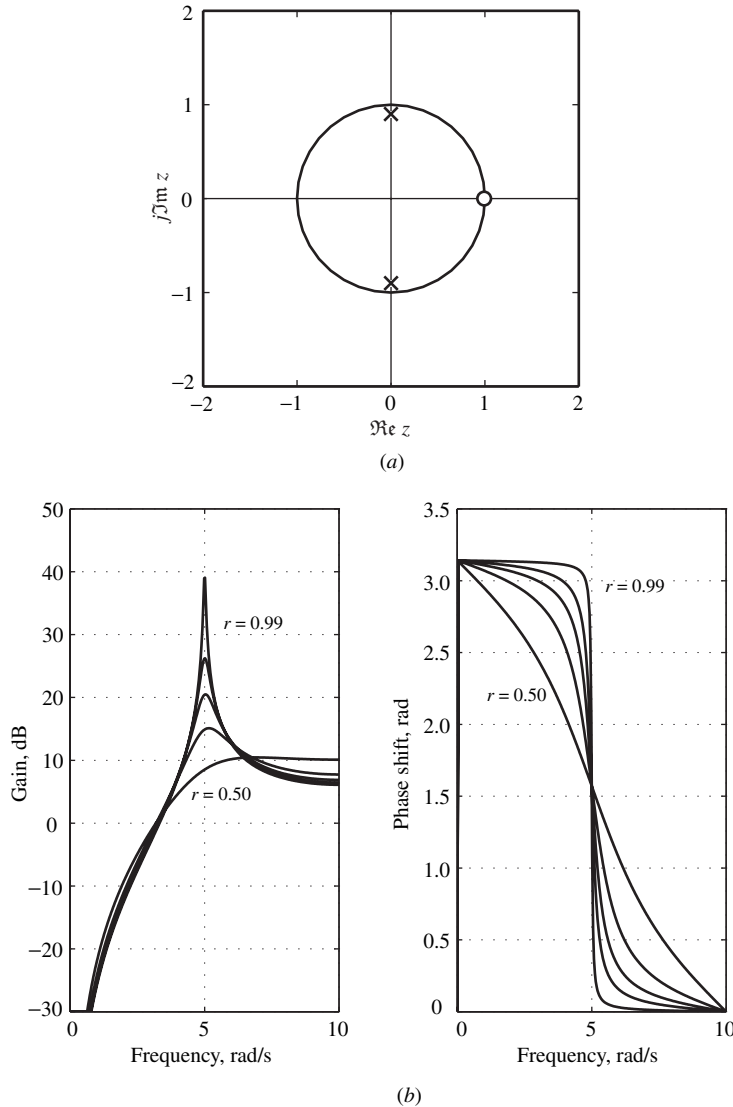 2
1
0
−1
−2
jℑm z
−2
−1
0
1
2
ℜe z
(a)
50
40
30
20
10
0
−10
−20
−30
Gain, dB
r = 0.99
r = 0.50
0
5
10
Frequency, rad/s
3.5
3.0
2.5
2.0
1.5
1.0
0.5
0
Phase shift, rad
r = 0.99
r = 0.50
0
5
10
Frequency, rad/s
(b)